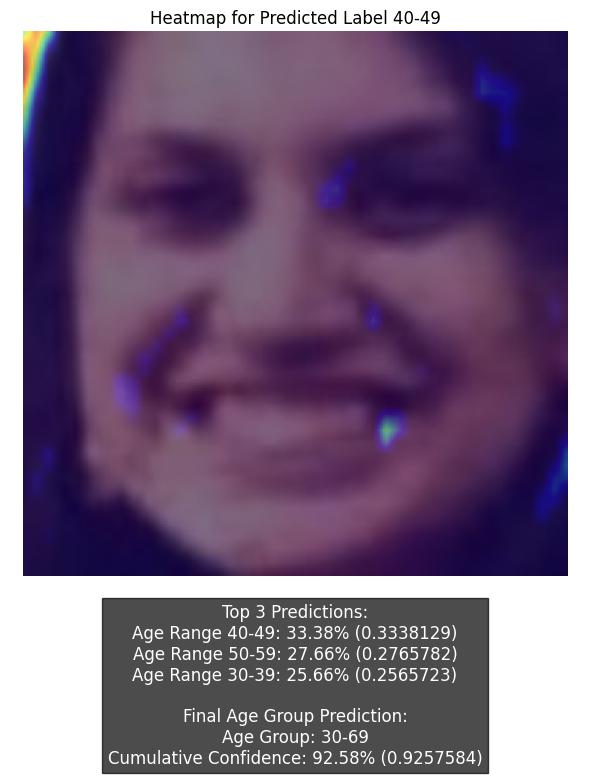 Heatmap for Predicted Label 40-49
Top 3 Predictions:
Age Range 40-49: 33.38% (0.3338129)
Age Range 50-59: 27.66% (0.2765782)
Age Range 30-39: 25.66% (0.2565723)
Final Age Group Prediction:
Age Group: 30-69
Cumulative Confidence: 92.58% (0.9257584)